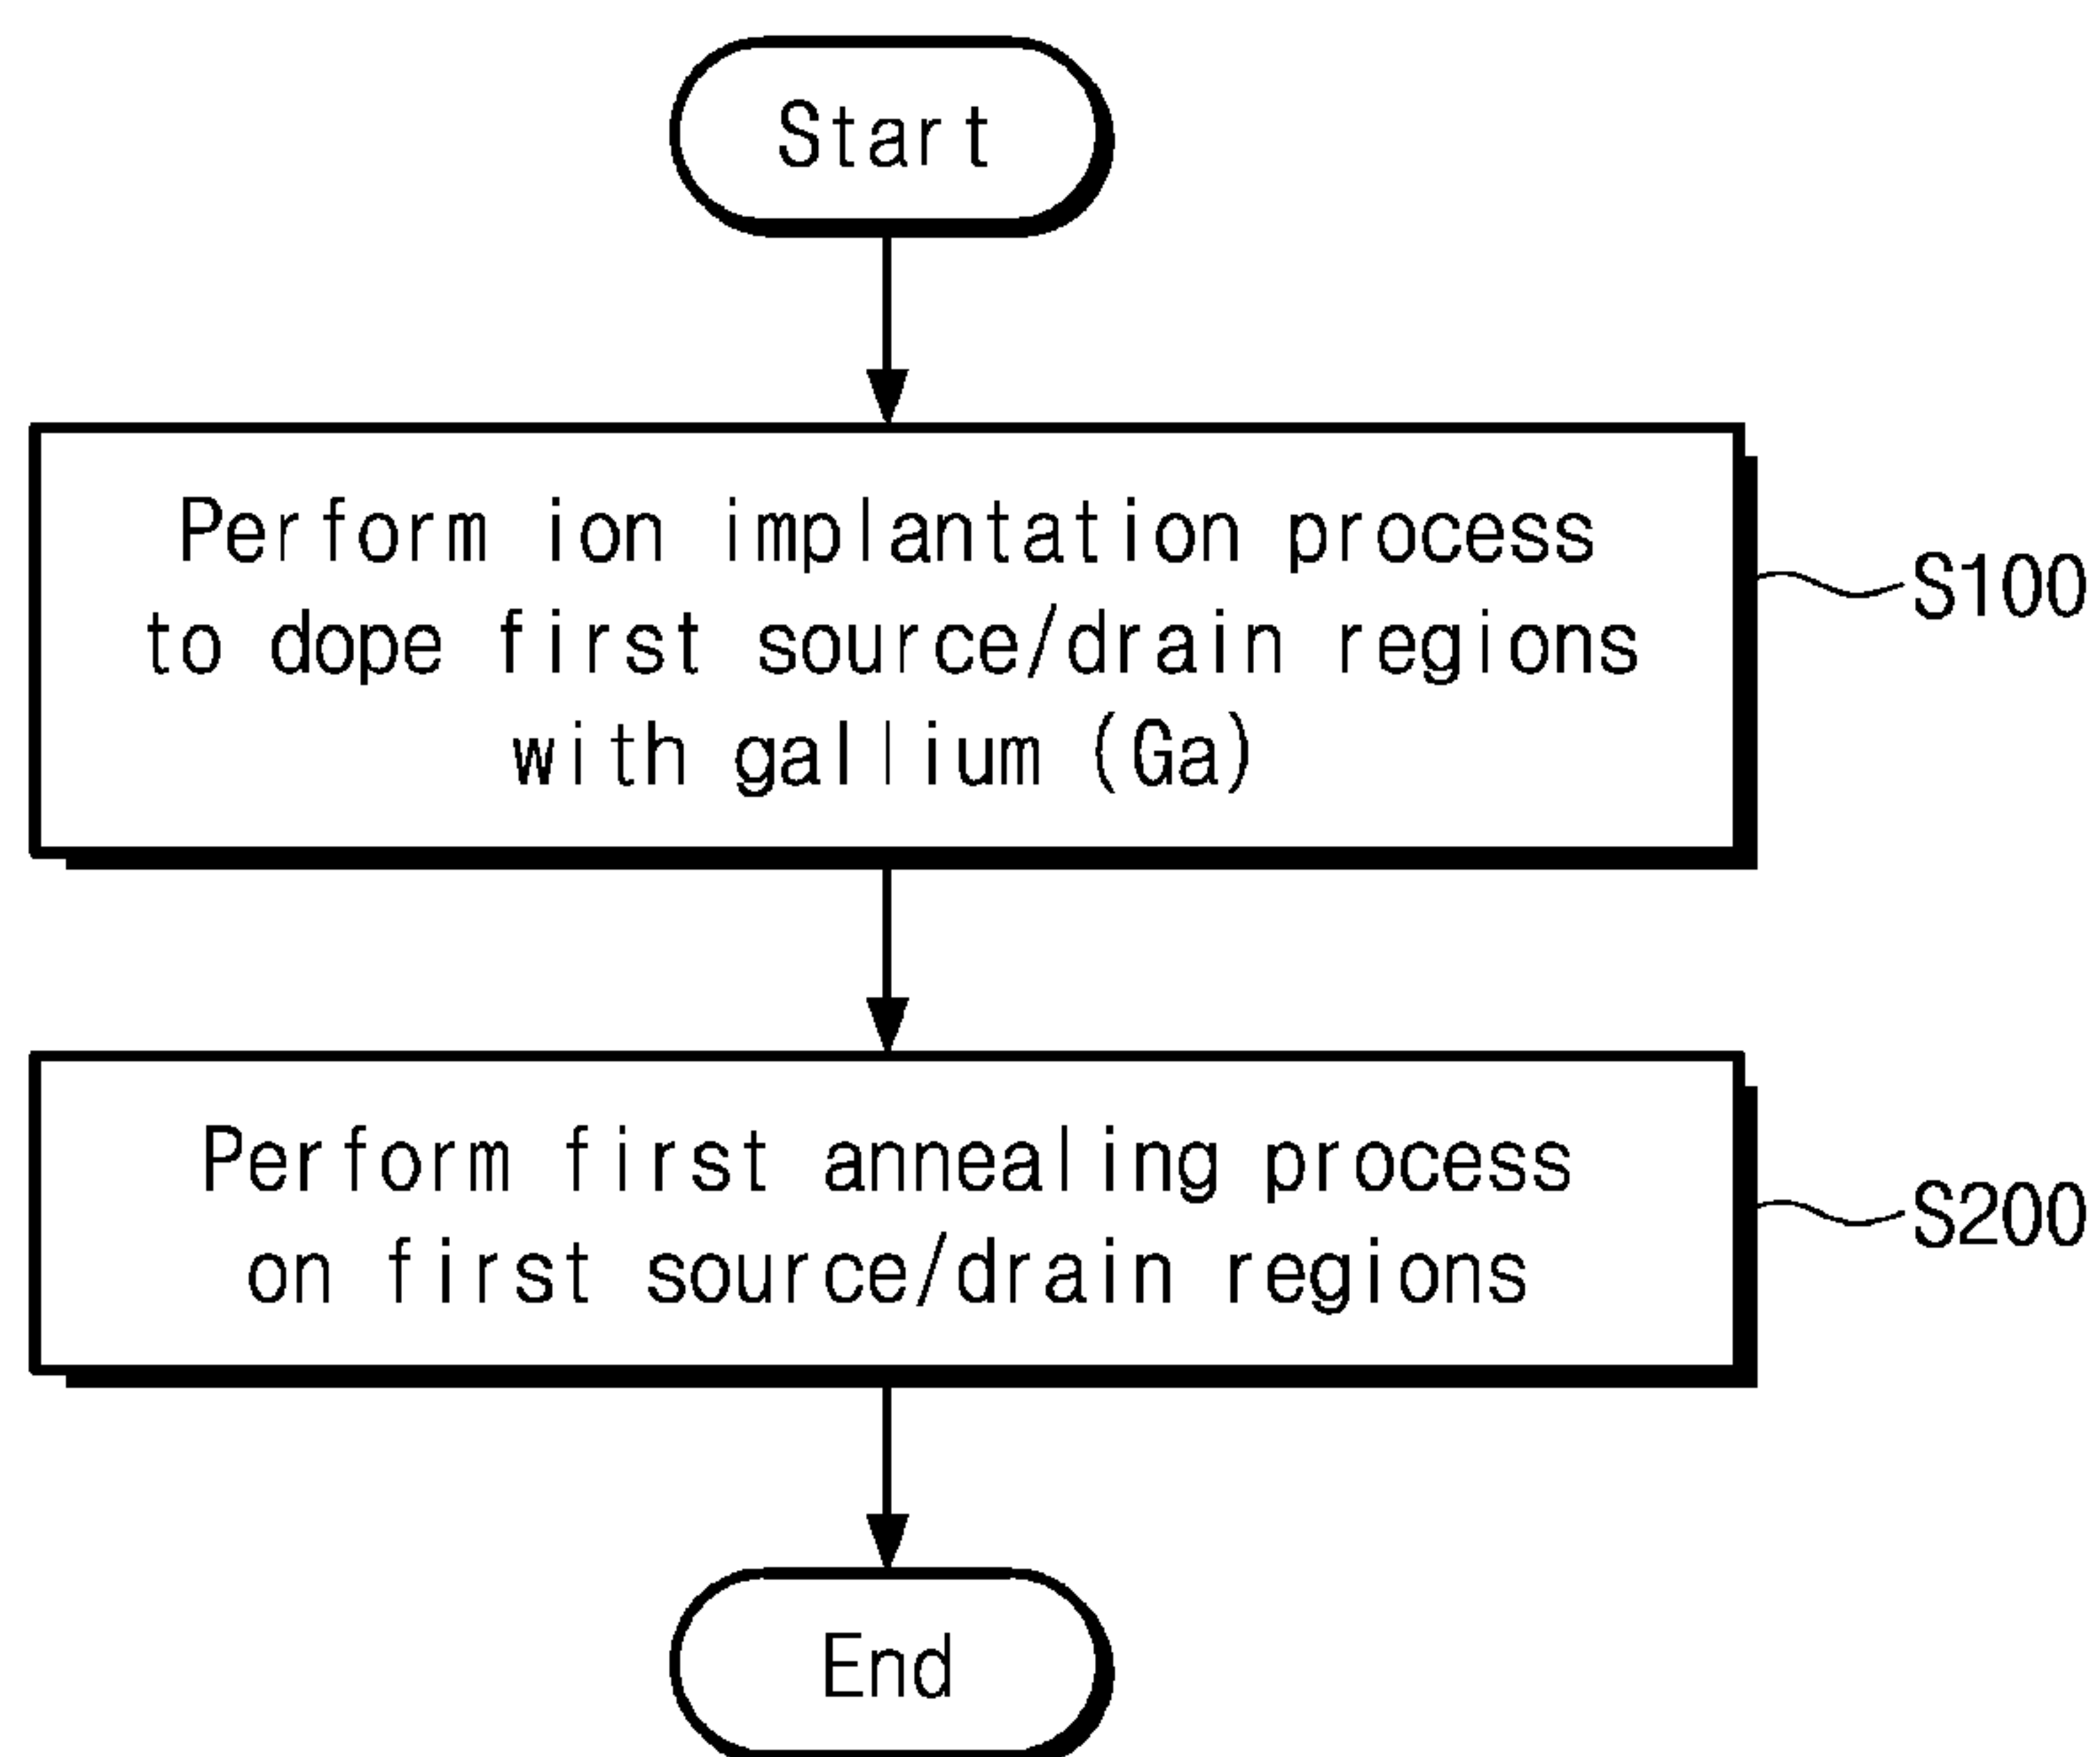 Start
Perform ion implantation process
to dope first source/drain regions
with gallium (Ga)
S100
Perform first annealing process
on first source/drain regions
S200
End